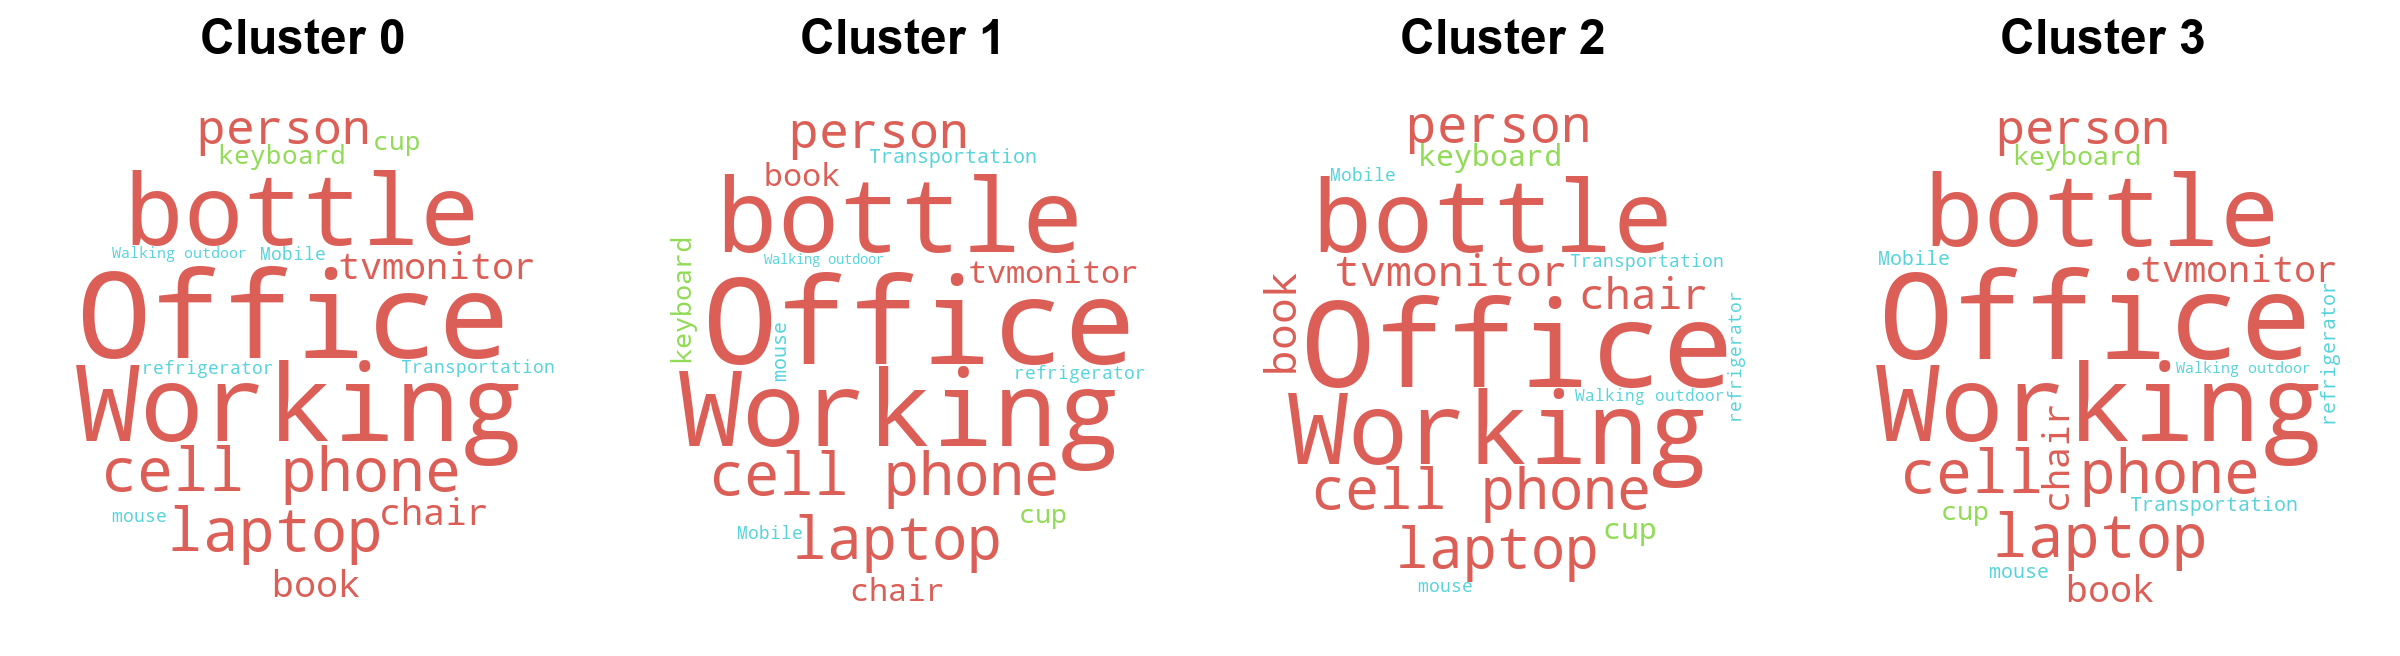 Cluster 0
person
cup
keyboard
bottle
Walking outdoor
Mobile
tvmonitor
Office
refrigerator
Transportation
Working
cell phone
mouse
laptop
chair
book
Cluster 1
person
Transportation
book
bottle
keyboard
Walking outdoor
tvmonitor
Office
mouse
refrigerator
Working
cell phone
cup
Mobile
laptop
chair
Cluster 2
person
keyboard
Mobile
bottle
tvmonitor
Transportation
chair
book
Office
refrigerator
Walking outdoor
Working
cell phone
cup
laptop
mouse
Cluster 3
person
keyboard
bottle
Mobile
tvmonitor
Office
refrigerator
Walking outdoor
Working
chair
cell phone
Transportation
cup
laptop
mouse
book